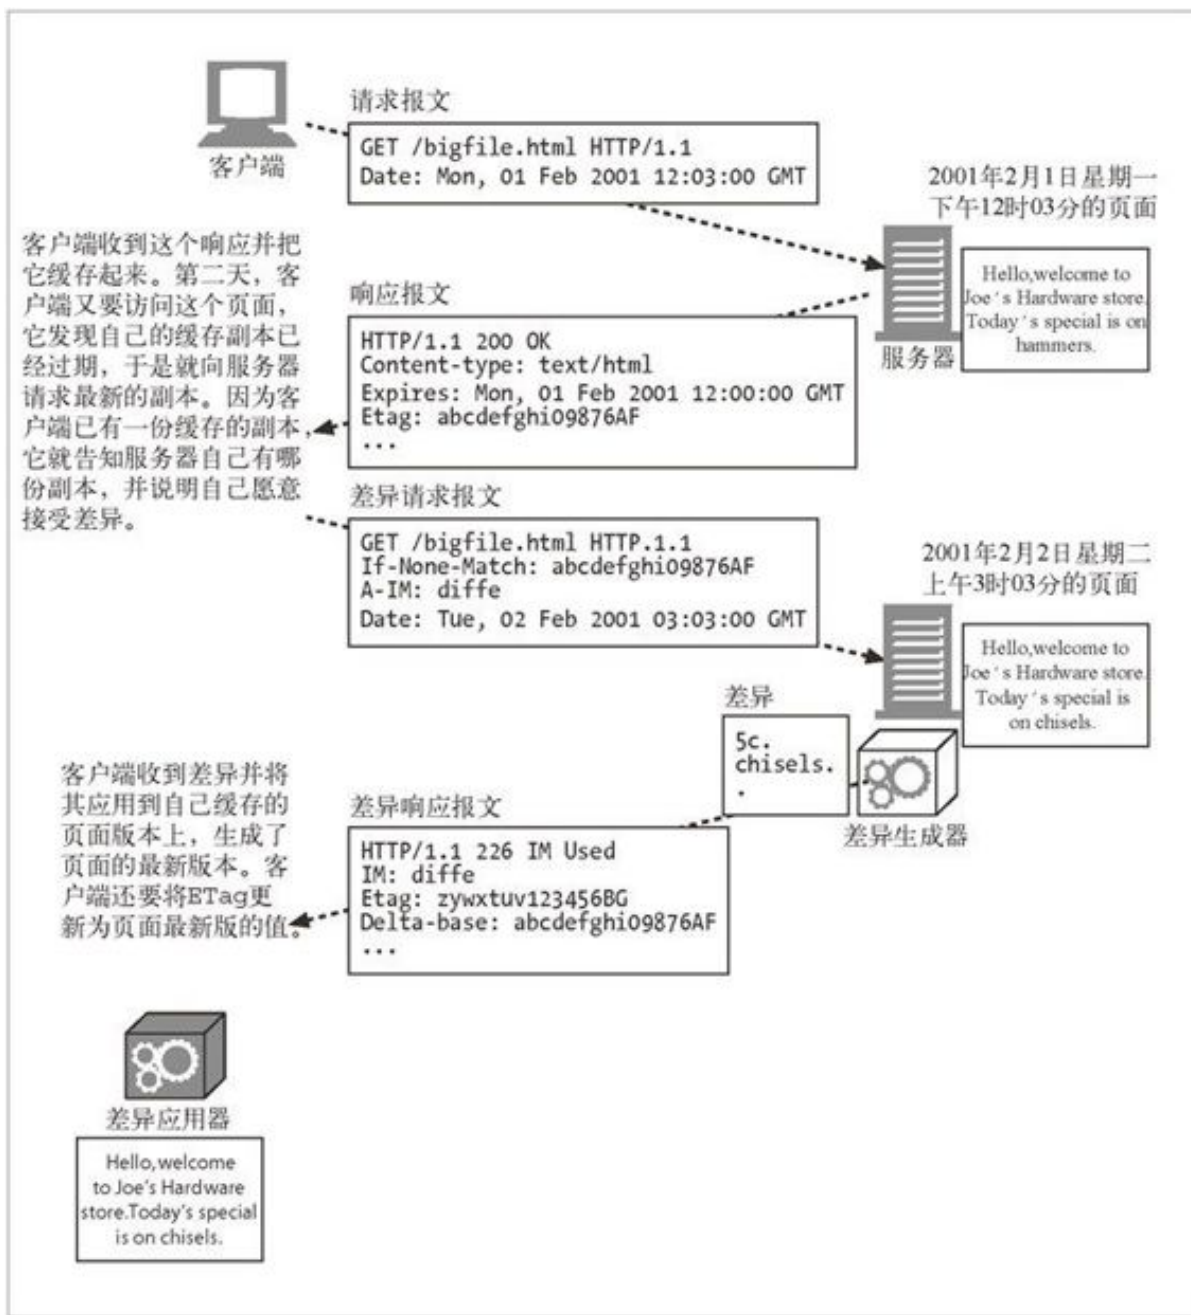 客户端
请求报文
GET /bigfile.html HTTP/1.1
Date: Mon, 01 Feb 2001 12:03:00 GMT
2001年2月1日星期一
下午12时03分的页面
服务器
Hello,welcome to
Joe's Hardware store.
Today's special is on
hammers.
客户端收到这个响应并把
它缓存起来。第二天，客
户端又要访问这个页面，
它发现自己的缓存副本已
经过期，于是就向服务器
请求最新的副本。因为客
户端已有一份缓存的副本，
它就告知服务器自己有哪
份副本，并说明自己愿意
接受差异。
响应报文
HTTP/1.1 200 OK
Content-type: text/html
Expires: Mon, 01 Feb 2001 12:00:00 GMT
Etag: abcdefghi09876AF
...
差异请求报文
GET /bigfile.html HTTP.1.1
If-None-Match: abcdefghi09876AF
A-IM: diffe
Date: Tue, 02 Feb 2001 03:03:00 GMT
2001年2月2日星期二
上午3时03分的页面
Hello,welcome to
Joe's Hardware store.
Today's special is
on chisels.
差异
5c.
chisels.
.
差异生成器
客户端收到差异并将
其应用到自己缓存的
页面版本上，生成了
页面的最新版本。客
户端还要将ETag更
新为页面最新版的值。
差异响应报文
HTTP/1.1 226 IM Used
IM: diffe
Etag: zywxtuv123456BG
Delta-base: abcdefghi09876AF
...
差异应用器
Hello,welcome
to Joe's Hardware
store.Today's special
is on chisels.